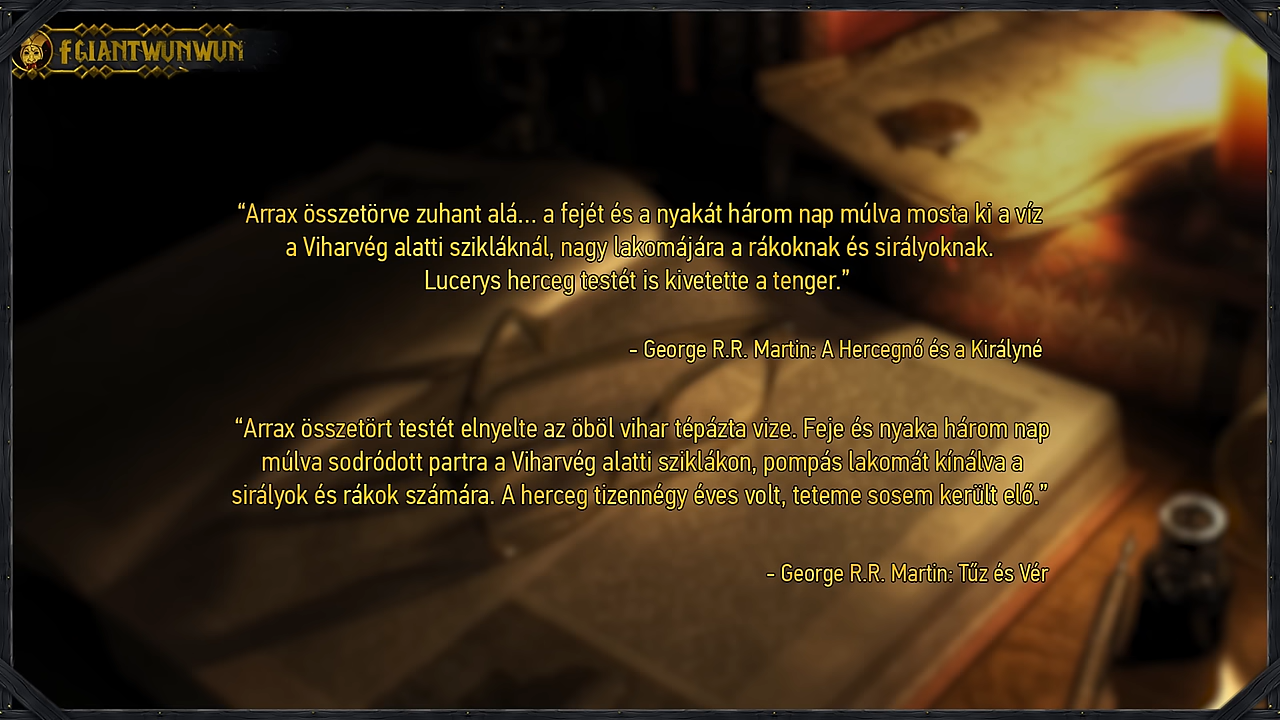 fGIANTWUNWUN
“Arrax összetörve zuhant alá... a fejét és a nyakát három nap múlva mosta ki a víz
a Viharvég alatti szikláknál, nagy lakomájára a rákoknak és sirályoknak.
Lucerys herceg testét is kivetette a tenger.”
- George R.R. Martin: A Hercegnő és a Királyné
“Arrax összetört testét elnyelte az öböl vihar tépázta vize. Feje és nyaka három nap
múlva sodródott partra a Viharvég alatti sziklákon, pompás lakomát kínálva a
sirályok és rákok számára. A herceg tizennégy éves volt, teteme sosem került elő.”
- George R.R. Martin: Tűz és Vér